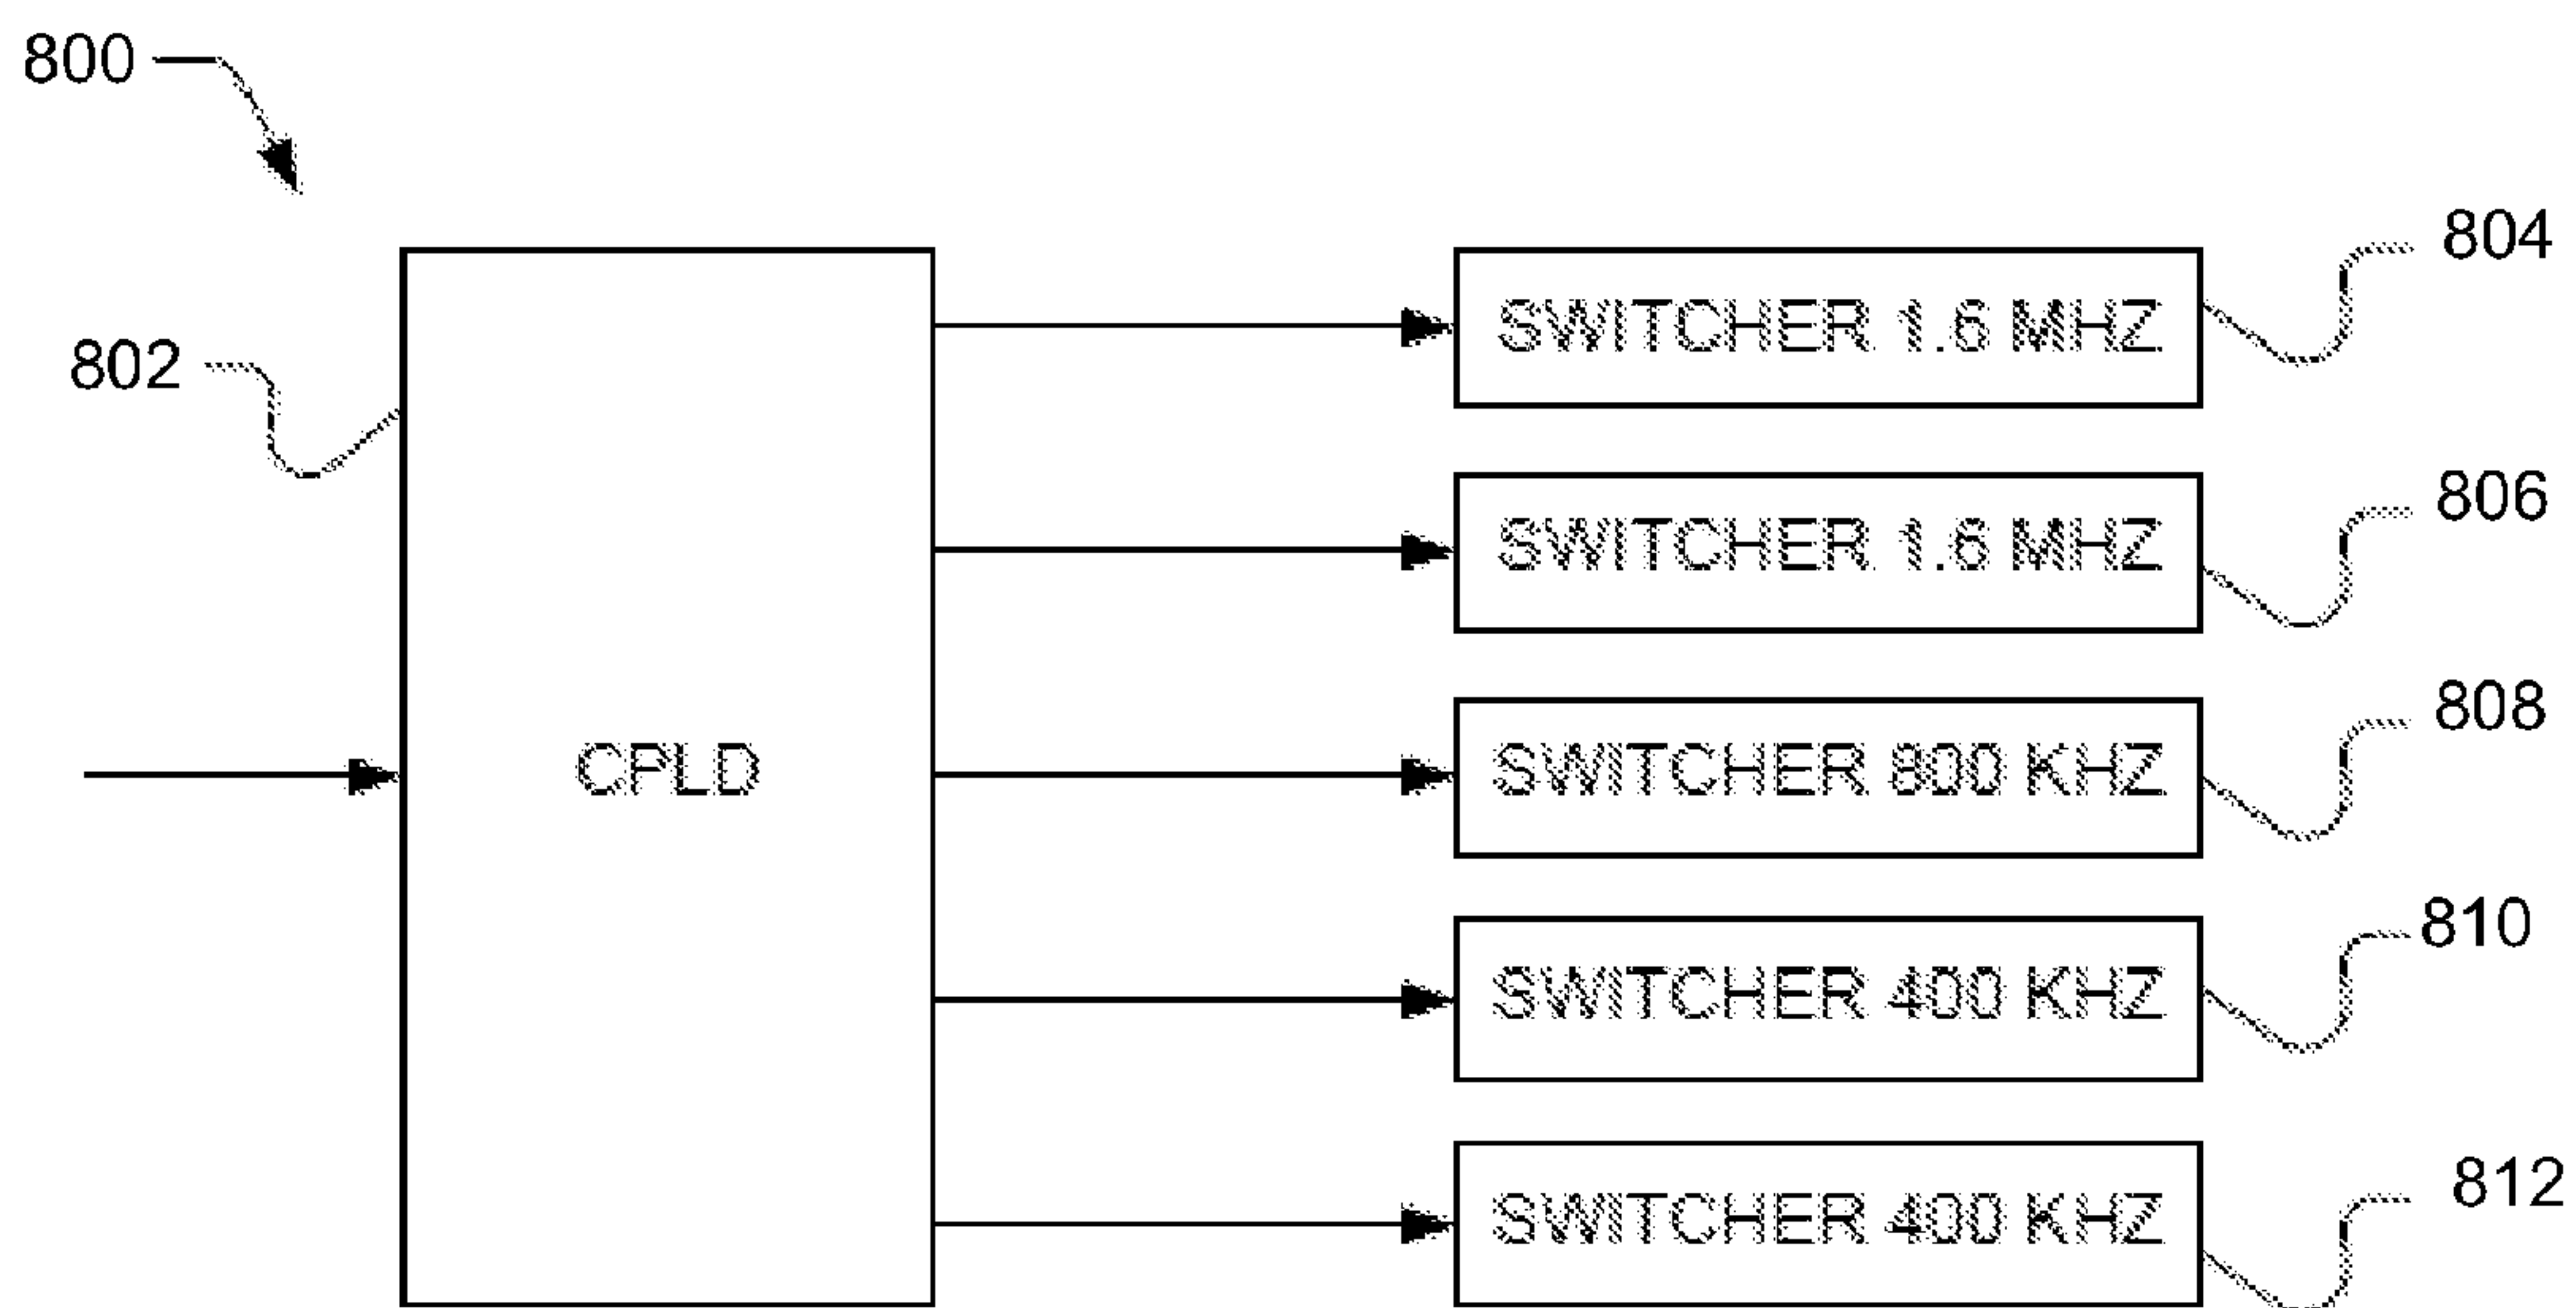 800
804
SWITCHER 1.6 MHZ
802
806
SWITCHER 1.6 MHZ
808
CPLD
SWITCHER 800 KHZ
810
SWITCHER 400 KHZ
812
SWITCHER 400 KHZ